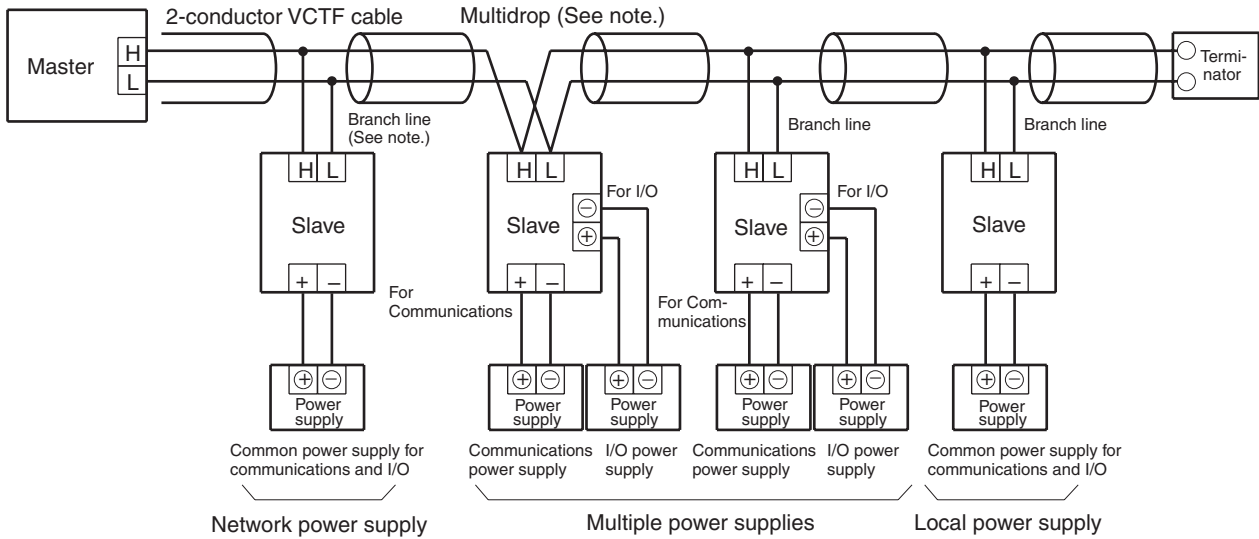 2-conductor VCTF cable
Multidrop (See note.)
Master
H
L
Termi-
nator
Branch line
(See note.)
Branch line
Branch line
H L
H L
H L
H L
For I/O
For I/O
Slave
Slave
Slave
Slave
− 
+
−
+
+ −
+ −
+ −
+ −
For
Communications
For Com-
munications
+ −
+ −
+ −
+ −
+ −
+ −
Power
supply
Power
supply
Power
supply
Power
supply
Power
supply
Power
supply
Common power supply for
communications and I/O
Communications
power supply
I/O power
supply
Communications
power supply
I/O power
supply
Common power supply for
communications and I/O
Network power supply
Multiple power supplies
Local power supply